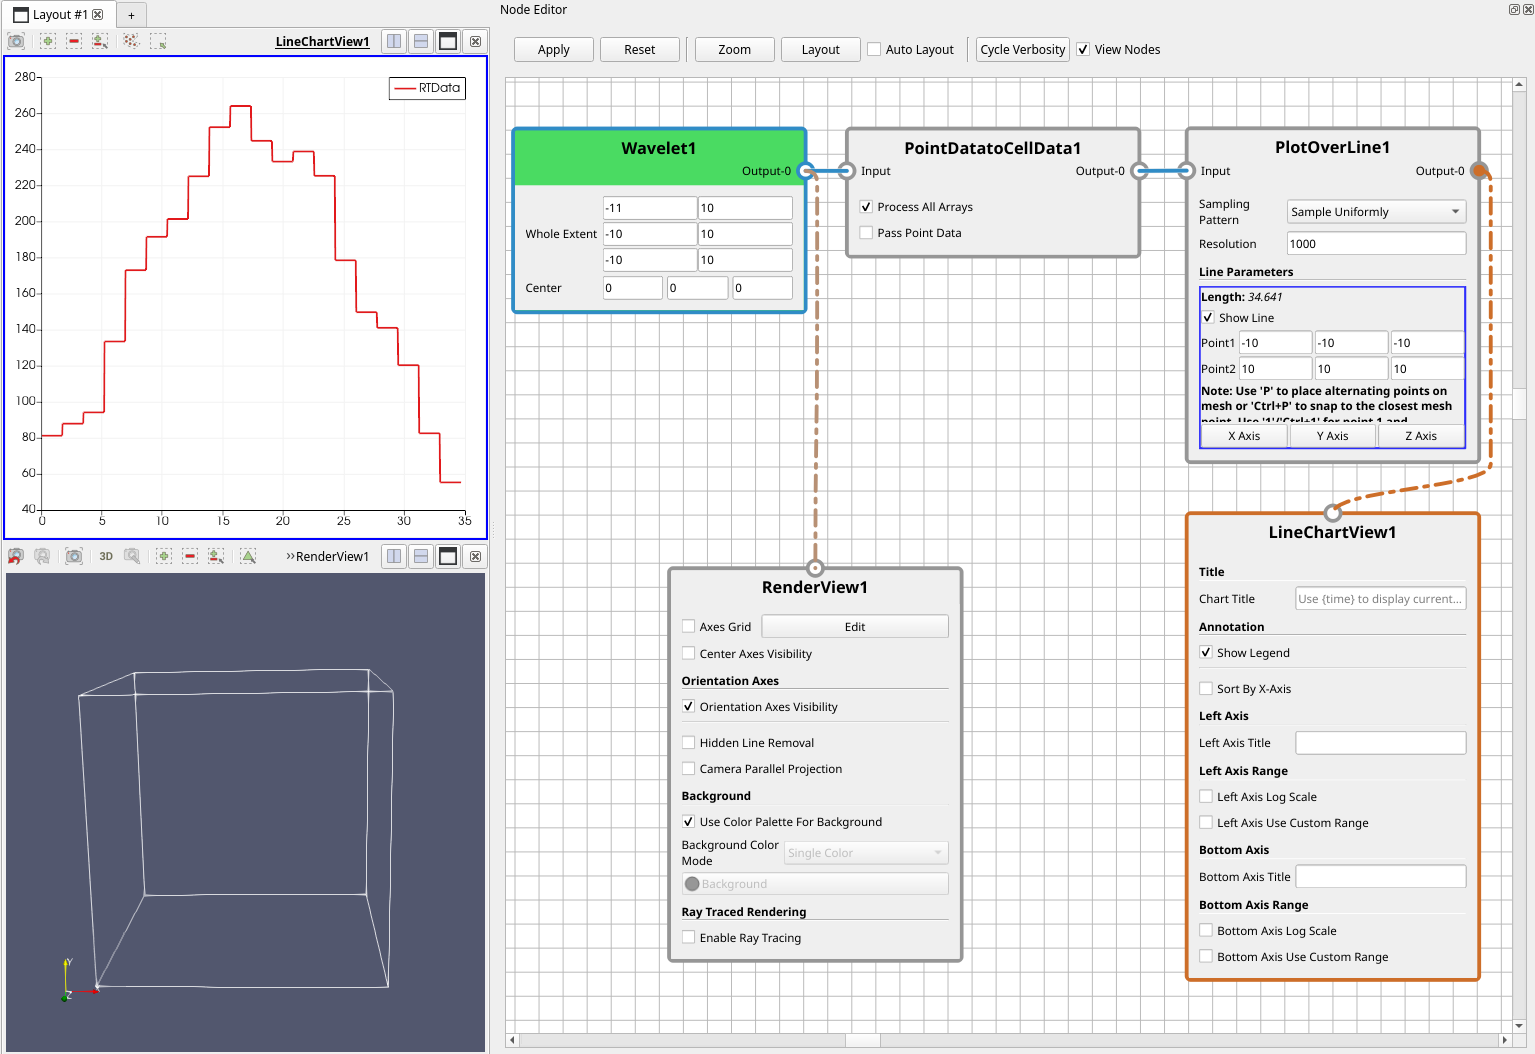 Layout #1
+
Node Editor
LineChartView1
Apply
Reset
Zoom
Layout
Auto Layout
Cycle Verbosity
View Nodes
280
260
240
220
200
180
160
140
120
100
80
60
40
0
5
10
15
20
25
30
35
RTData
3D
››RenderView1
Y
Z
Wavelet1
Output-0
Whole Extent
-11
10
-10
10
-10
10
Center
0
0
0
PointDatatoCellData1
Input
Output-0
Process All Arrays
Pass Point Data
PlotOverLine1
Input
Output-0
Sampling
Pattern
Sample Uniformly
Resolution
1000
Line Parameters
Length: 34.641
Show Line
Point1
-10
-10
-10
Point2
10
10
10
Note: Use 'P' to place alternating points on
mesh or 'Ctrl+P' to snap to the closest mesh
point. Use '1'/'Ctrl+1' for point 1 and
X Axis
Y Axis
Z Axis
RenderView1
Axes Grid
Edit
Center Axes Visibility
Orientation Axes
Orientation Axes Visibility
Hidden Line Removal
Camera Parallel Projection
Background
Use Color Palette For Background
Background Color
Mode
Single Color
Background
Ray Traced Rendering
Enable Ray Tracing
LineChartView1
Title
Chart Title
Use {time} to display current...
Annotation
Show Legend
Sort By X-Axis
Left Axis
Left Axis Title
Left Axis Range
Left Axis Log Scale
Left Axis Use Custom Range
Bottom Axis
Bottom Axis Title
Bottom Axis Range
Bottom Axis Log Scale
Bottom Axis Use Custom Range